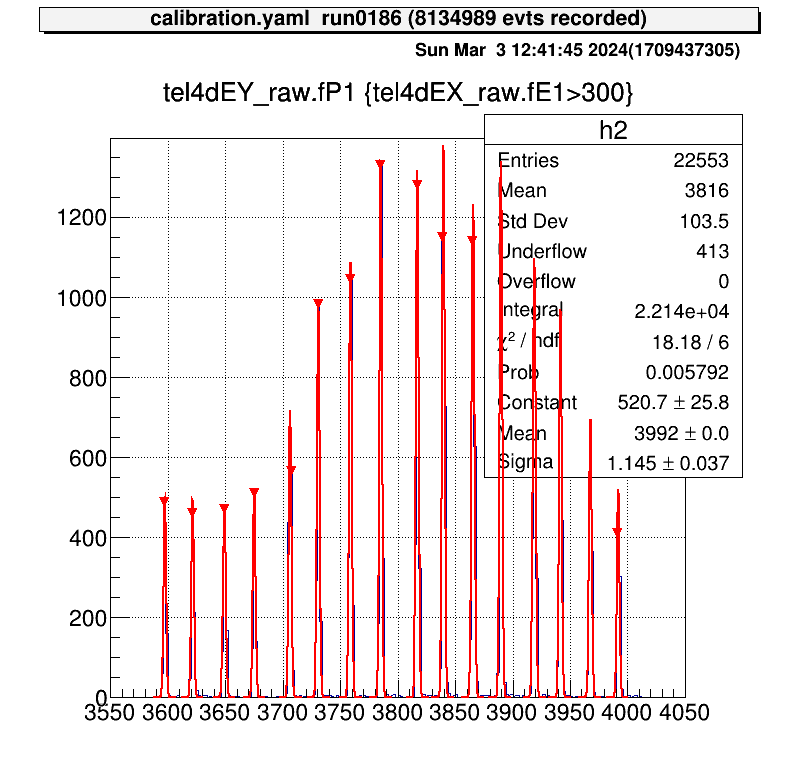 calibration.yaml run0186 (8134989 evts recorded)
Sun Mar 3 12:41:45 2024(1709437305)
tel4dEY_raw.fP1 {tel4dEX_raw.fE1>300}
h2
Entries 22553
Mean 3816
Std Dev 103.5
Underflow 413
Overflow 0
Integral 2.214e+04
χ² / ndf 18.18 / 6
Prob 0.005792
Constant 520.7 ± 25.8
Mean 3992 ± 0.0
Sigma 1.145 ± 0.037
1200
1000
800
600
400
200
0
3550 3600 3650 3700 3750 3800 3850 3900 3950 4000 4050